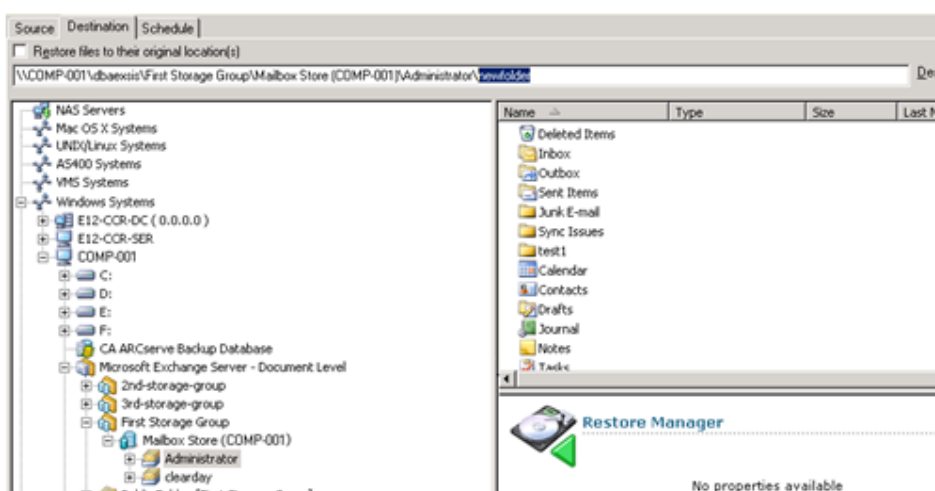 Source Destination Schedule
Restore files to their original location(s)
\\COMP-001\dbaexsis\First Storage Group\Mailbox Store (COMP-001)\Administrator\newfolder
NAS Servers
Mac OS X Systems
UNIX/Linux Systems
AS400 Systems
VMS Systems
Windows Systems
E12-CCR-DC ( 0.0.0.0 )
E12-CCR-SER
COMP-001
C:
D:
E:
F:
CA ARCserve Backup Database
Microsoft Exchange Server - Document Level
2nd-storage-group
3rd-storage-group
First Storage Group
Mailbox Store (COMP-001)
Administrator
clearday
Name Type Size Last
Deleted Items
Inbox
Outbox
Sent Items
Junk E-mail
Sync Issues
test1
Calendar
Contacts
Drafts
Journal
Notes
Tasks
Restore Manager
No properties available